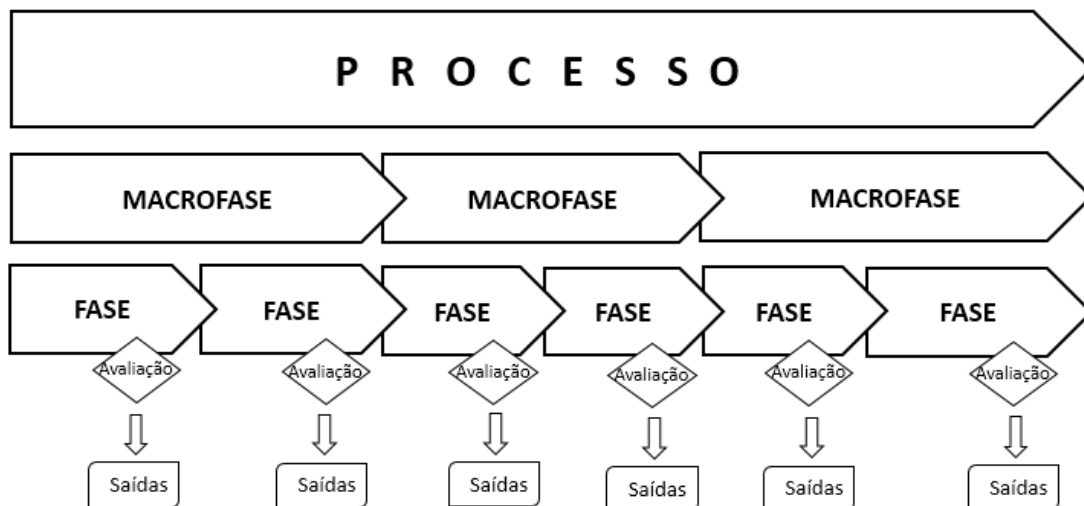 P R O C E S S O
MACROFASE MACROFASE MACROFASE
FASE FASE FASE FASE FASE FASE
Avaliação Avaliação Avaliação Avaliação Avaliação Avaliação
Saídas Saídas Saídas Saídas Saídas Saídas